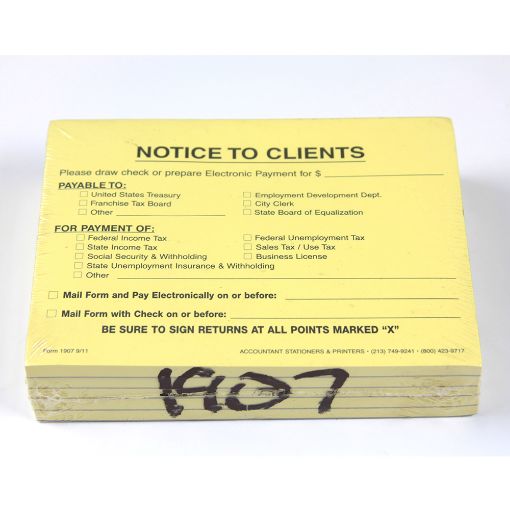 NOTICE TO CLIENTS
Please draw check or prepare Electronic Payment for $
PAYABLE TO:
United States Treasury Employment Development Dept.
Franchise Tax Board City Clerk
Other State Board of Equalization
FOR PAYMENT OF:
Federal Income Tax Federal Unemployment Tax
State Income Tax Sales Tax / Use Tax
Social Security & Withholding Business License
State Unemployment Insurance & Withholding
Other
Mail Form and Pay Electronically on or before:
Mail Form with Check on or before:
BE SURE TO SIGN RETURNS AT ALL POINTS MARKED “X”
Form 1907 9/11 ACCOUNTANT STATIONERS & PRINTERS • (213) 749-9241 • (800) 423-9717
1907